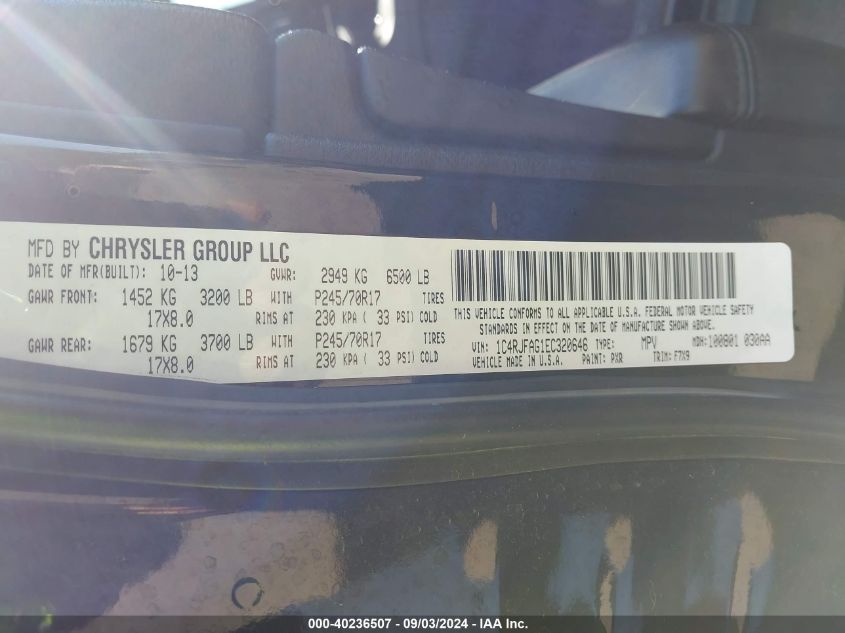 MFD BY CHRYSLER GROUP LLC
DATE OF MFR(BUILT): 10-13 GVWR: 2949 KG 6500 LB
GAWR FRONT: 1452 KG 3200 LB WITH P245/70R17 TIRES
17X8.0 RIMS AT 230 KPA ( 33 PSI) COLD
GAWR REAR: 1679 KG 3700 LB WITH P245/70R17 TIRES
17X8.0 RIMS AT 230 KPA ( 33 PSI) COLD
THIS VEHICLE CONFORMS TO ALL APPLICABLE U.S.A. FEDERAL MOTOR VEHICLE SAFETY
STANDARDS IN EFFECT ON THE DATE OF MANUFACTURE SHOWN ABOVE.
VIN: 1C4RJFAG1EC320646 TYPE: MPV MDH: 100801 030AA
VEHICLE MADE IN U.S.A. PAINT: PXR TRIM: F7X9
000-40236507 - 09/03/2024 - IAA Inc.